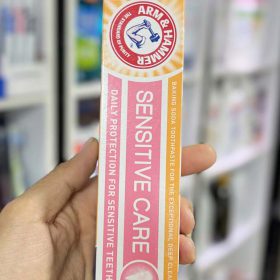 ARM & HAMMER
THE STANDARD OF PURITY
BAKING SODA TOOTHPASTE FOR THE EXCEPTIONAL DEEP CLEA
SENSITIVE CARE
DAILY PROTECTION FOR SENSITIVE TEETH